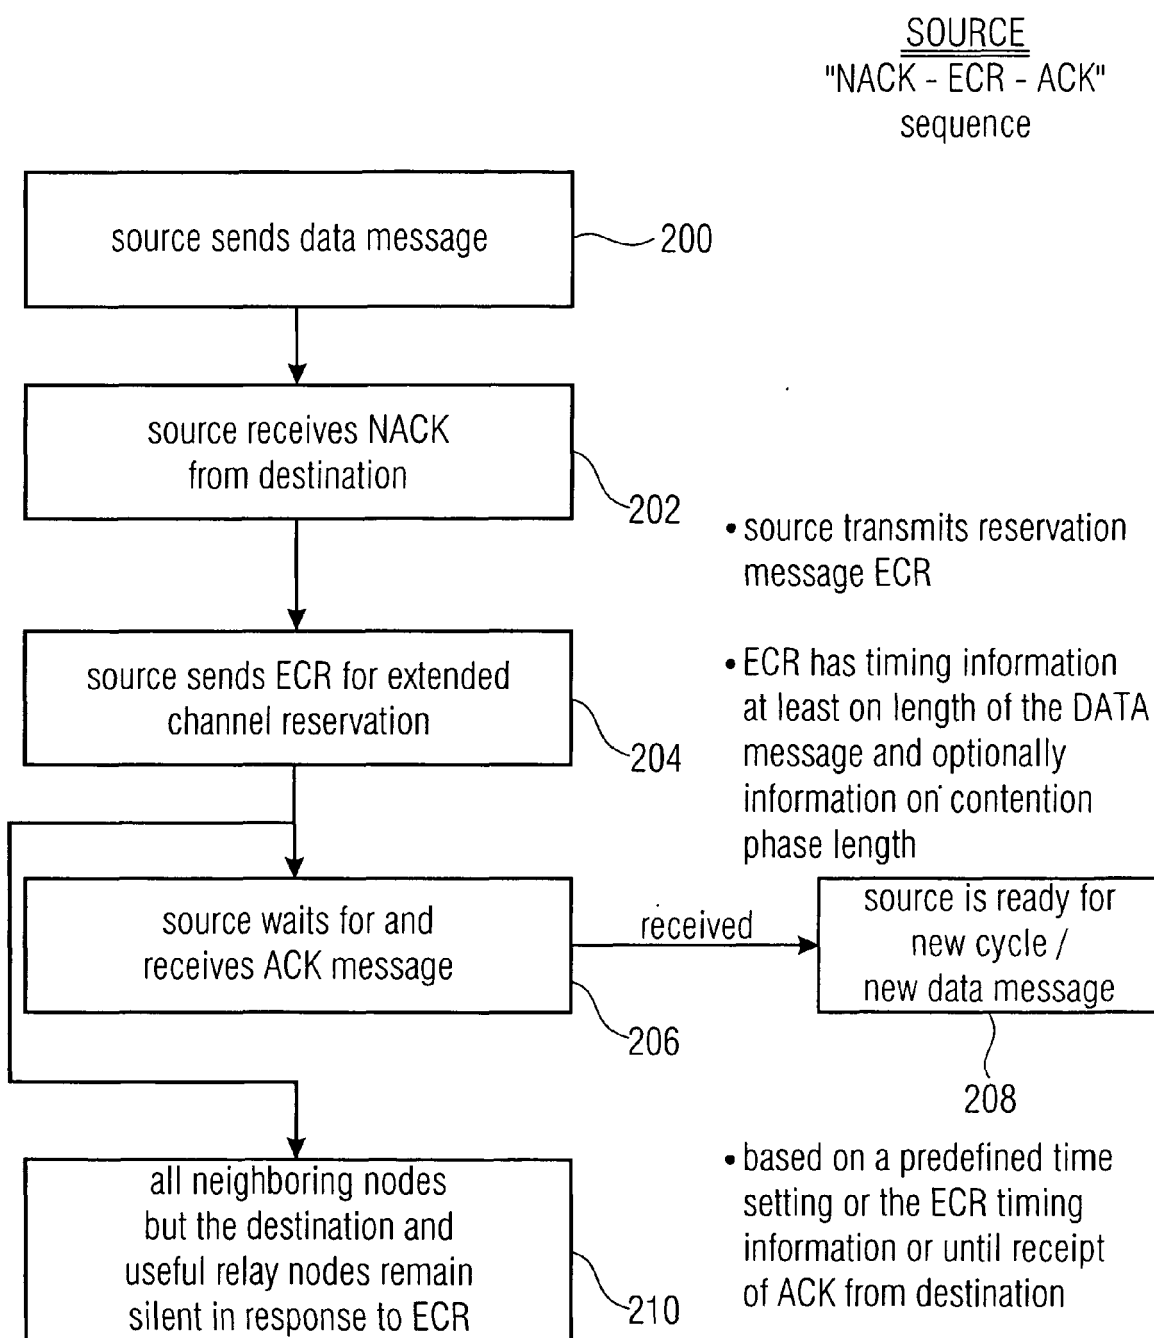 SOURCE
"NACK - ECR - ACK"
sequence
source sends data message
200
source receives NACK
from destination
202
• source transmits reservation
message ECR
source sends ECR for extended
channel reservation
204
• ECR has timing information
at least on length of the DATA
message and optionally
information on contention
phase length
source waits for and
receives ACK message
206
received
source is ready for
new cycle /
new data message
208
all neighboring nodes
but the destination and
useful relay nodes remain
silent in response to ECR
210
• based on a predefined time
setting or the ECR timing
information or until receipt
of ACK from destination